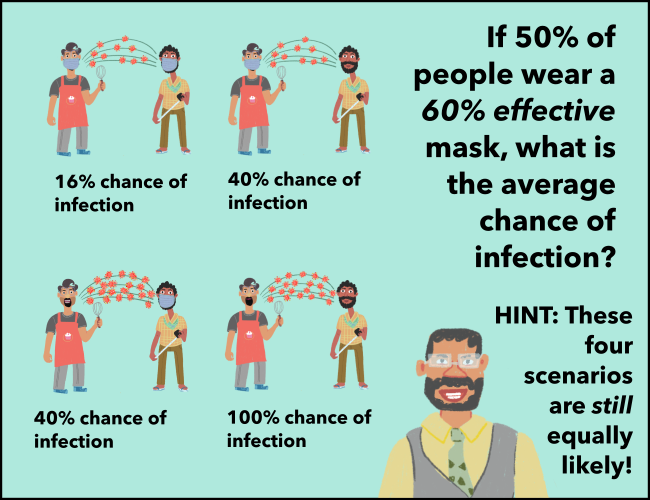 If 50% of
people wear a
60% effective
mask, what is
the average
chance of
infection?
16% chance of
infection
40% chance of
infection
HINT: These
four
scenarios
are still
equally
likely!
40% chance of
infection
100% chance of
infection